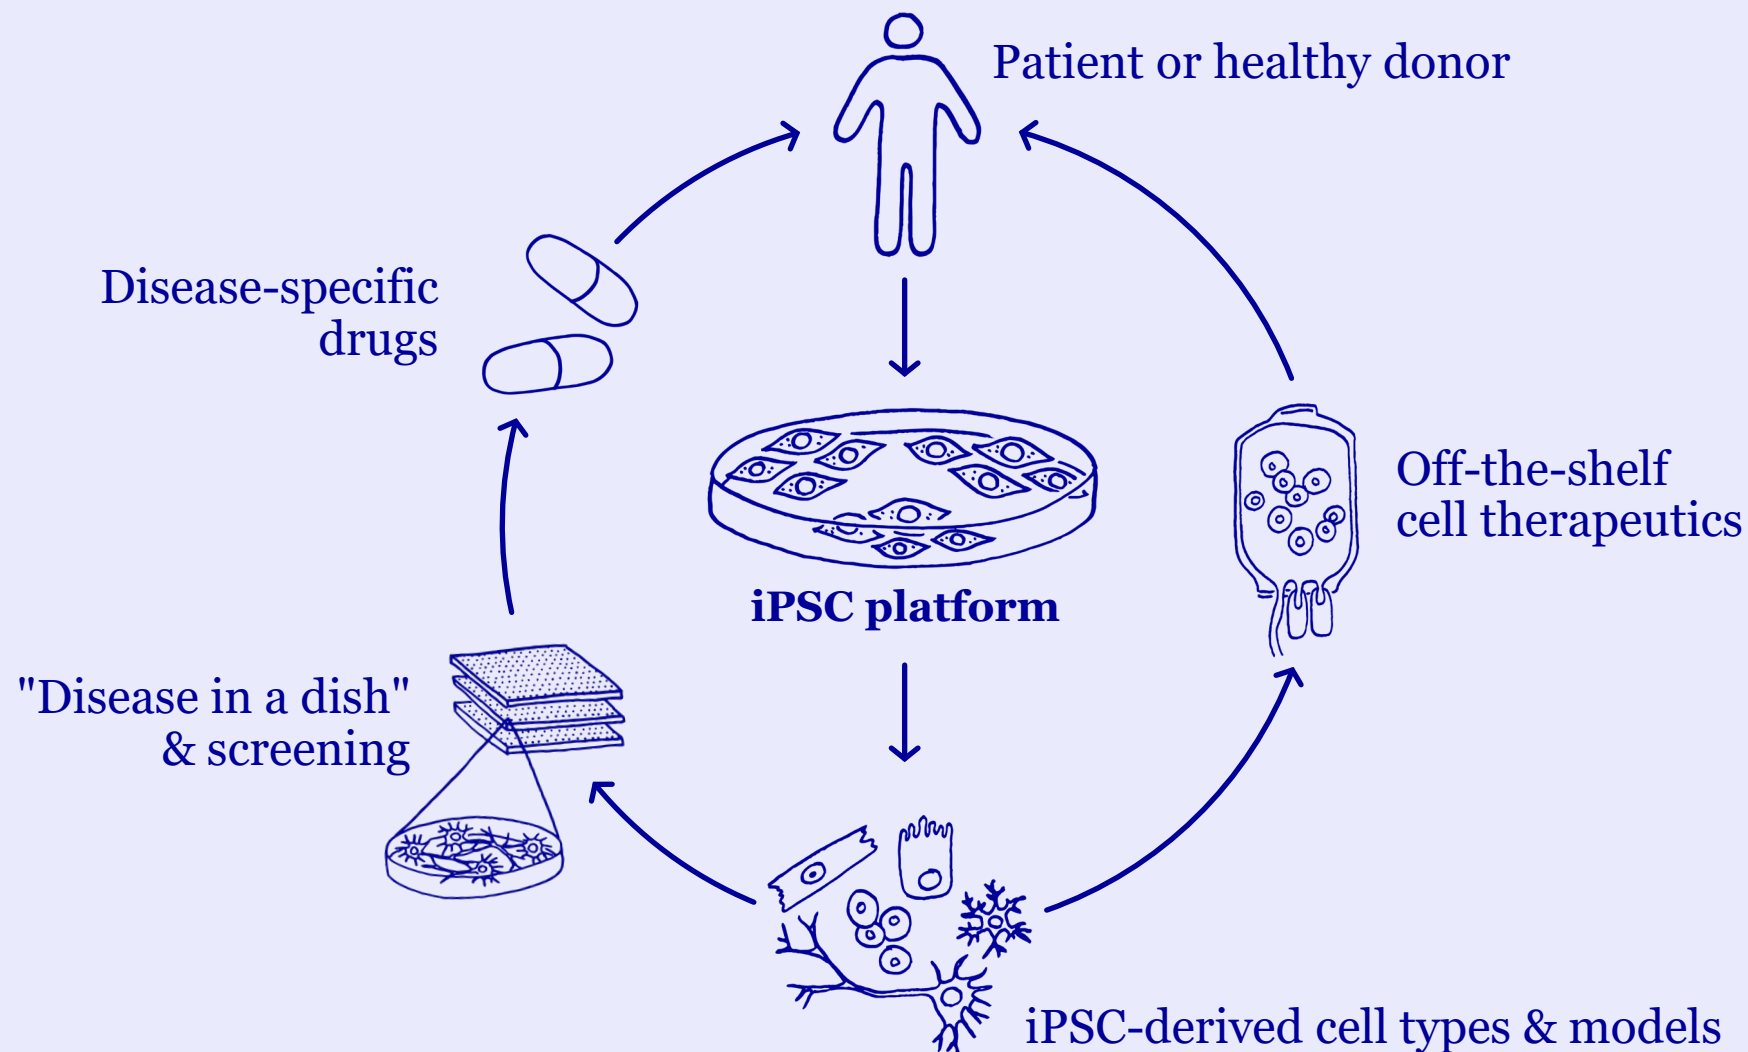 Patient or healthy donor
Disease-specific
drugs
Off-the-shelf
cell therapeutics
iPSC platform
"Disease in a dish"
& screening
iPSC-derived cell types & models